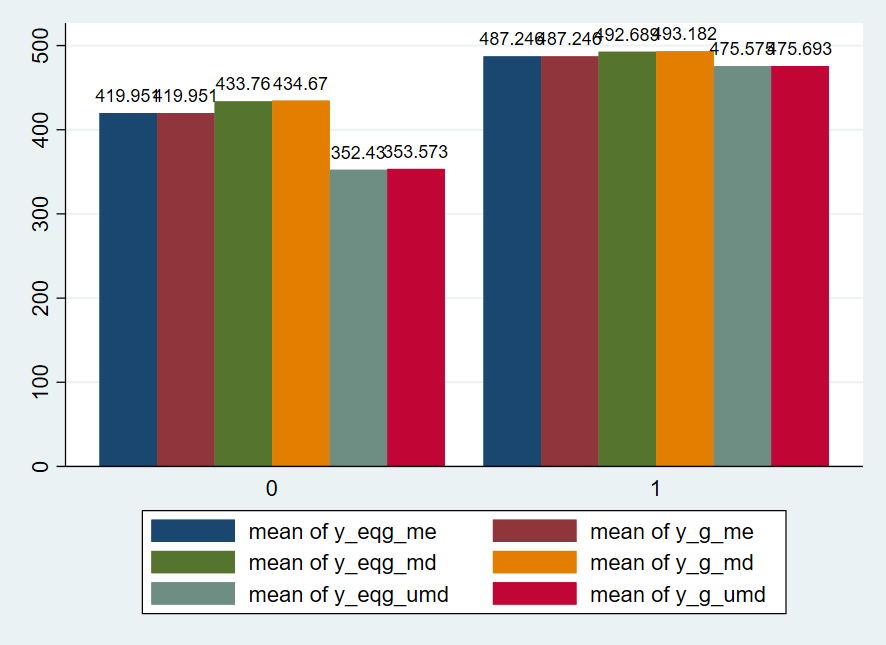 500
400
300
200
100
0
419.951 419.951 433.76 434.67 352.43 353.573
487.246 487.246 492.689 493.182 475.575 475.693
0 1
mean of y_eqg_me mean of y_g_me
mean of y_eqg_md mean of y_g_md
mean of y_eqg_umd mean of y_g_umd